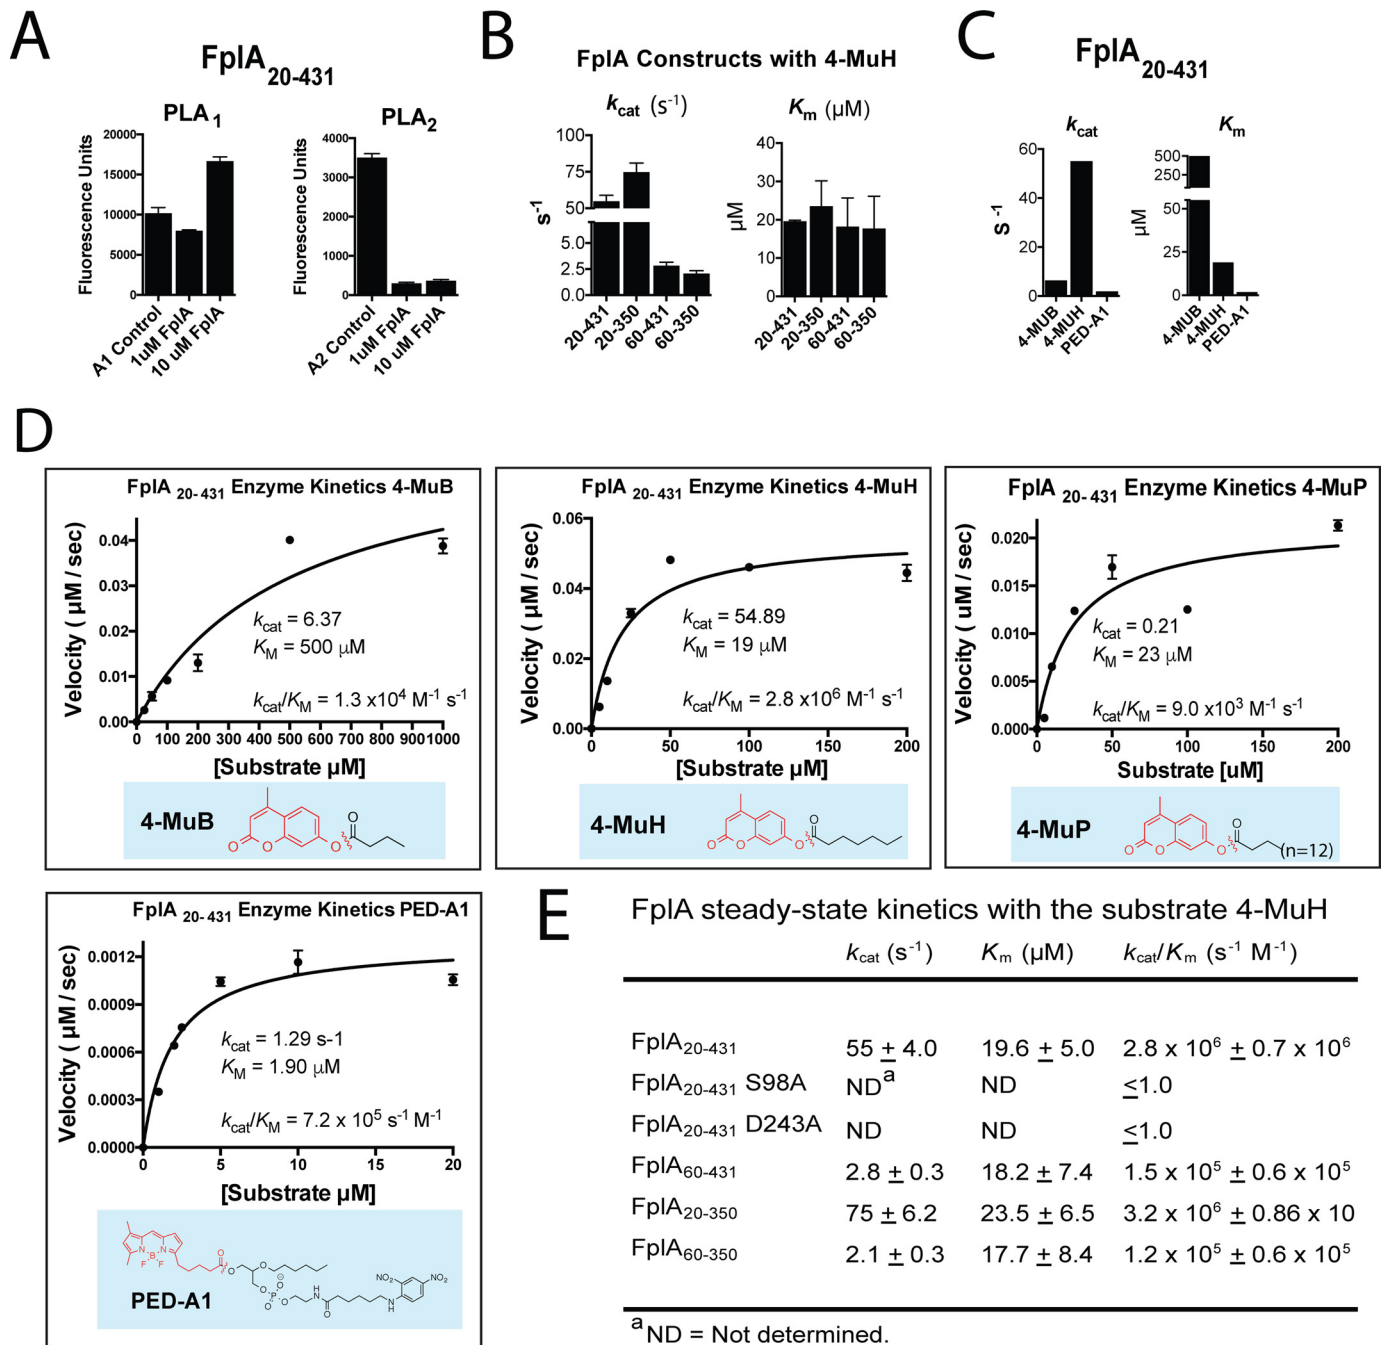 A
FplA 20-431
PLA1
Fluorescence Units
20000
15000
10000
5000
0
A1 Control
1uM FplA
10 uM FplA
PLA2
Fluorescence Units
4000
3000
2000
1000
0
A2 Control
1uM FplA
10 uM FplA
B
FplA Constructs with 4-MuH
kcat (s-1)
s-1
100
75
50
5.0
2.5
0.0
20-431
20-350
60-431
60-350
Km (µM)
µM
40
30
20
10
0
20-431
20-350
60-431
60-350
C
FplA 20-431
kcat
S-1
60
40
20
0
4-MUB
4-MUH
PED-A1
Km
µM
500
250
50
25
0
4-MUB
4-MUH
PED-A1
D
FplA 20-431 Enzyme Kinetics 4-MuB
Velocity ( µM / sec)
0.04
0.03
0.02
0.01
0.00
kcat = 6.37
KM = 500 µM
kcat/KM = 1.3 x10⁴ M-1 s-1
0 100 200 300 400 500 600 700 800 900 1000
[Substrate µM]
4-MuB
O
O
O
O
FplA 20-431 Enzyme Kinetics 4-MuH
Velocity ( µM / sec)
0.06
0.04
0.02
0.00
kcat = 54.89
KM = 19 µM
kcat/KM = 2.8 x10⁶ M-1 s-1
0 50 100 150 200
[Substrate µM]
4-MuH
O
O
O
O
FplA 20-431 Enzyme Kinetics 4-MuP
Velocity ( uM / sec)
0.020
0.015
0.010
0.005
0.000
kcat = 0.21
KM = 23 µM
kcat/KM = 9.0 x10³ M-1 s-1
0 50 100 150 200
Substrate [uM]
4-MuP
O
O
O
O
(n=12)
FplA 20-431 Enzyme Kinetics PED-A1
Velocity ( µM / sec)
0.0012
0.0009
0.0006
0.0003
0.0000
kcat = 1.29 s-1
KM = 1.90 µM
kcat/KM = 7.2 x 10⁵ s-1 M-1
0 5 10 15 20
[Substrate µM]
PED-A1
N B N
F F
O
O
O
O
O P O
O
N H
O
N H
NO2
NO2
E
FplA steady-state kinetics with the substrate 4-MuH
kcat (s-1) Km (µM) kcat/Km (s-1 M-1)
FplA20-431 55 ± 4.0 19.6 ± 5.0 2.8 x 10⁶ ± 0.7 x 10⁶
FplA20-431 S98A NDa ND ≤1.0
FplA20-431 D243A ND ND ≤1.0
FplA60-431 2.8 ± 0.3 18.2 ± 7.4 1.5 x 10⁵ ± 0.6 x 10⁵
FplA20-350 75 ± 6.2 23.5 ± 6.5 3.2 x 10⁶ ± 0.86 x 10
FplA60-350 2.1 ± 0.3 17.7 ± 8.4 1.2 x 10⁵ ± 0.6 x 10⁵
a ND = Not determined.